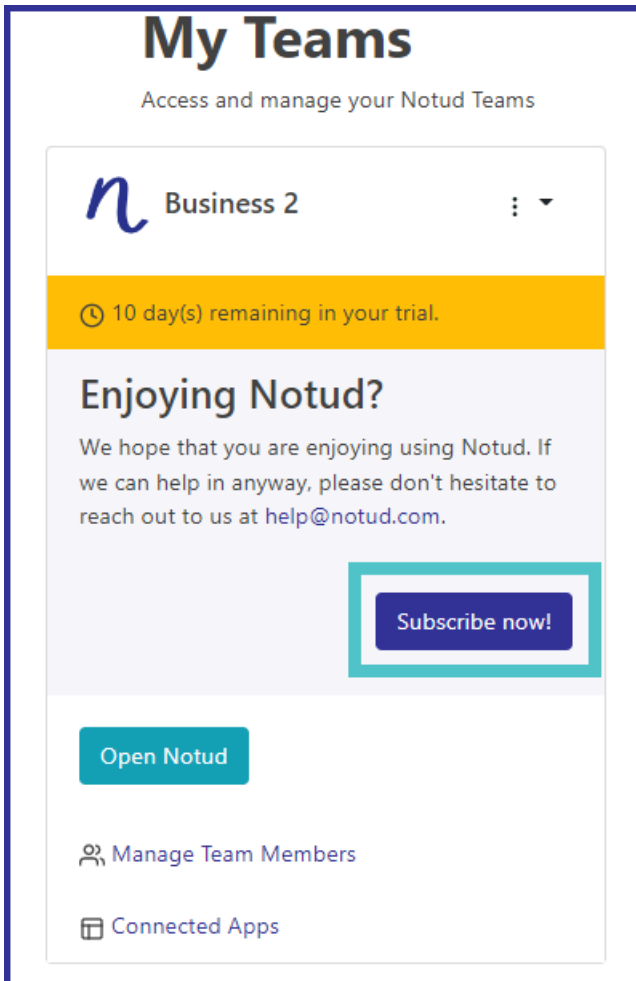 My Teams
Access and manage your Notud Teams
n Business 2
10 day(s) remaining in your trial.
Enjoying Notud?
We hope that you are enjoying using Notud. If
we can help in anyway, please don't hesitate to
reach out to us at help@notud.com.
Subscribe now!
Open Notud
Manage Team Members
Connected Apps